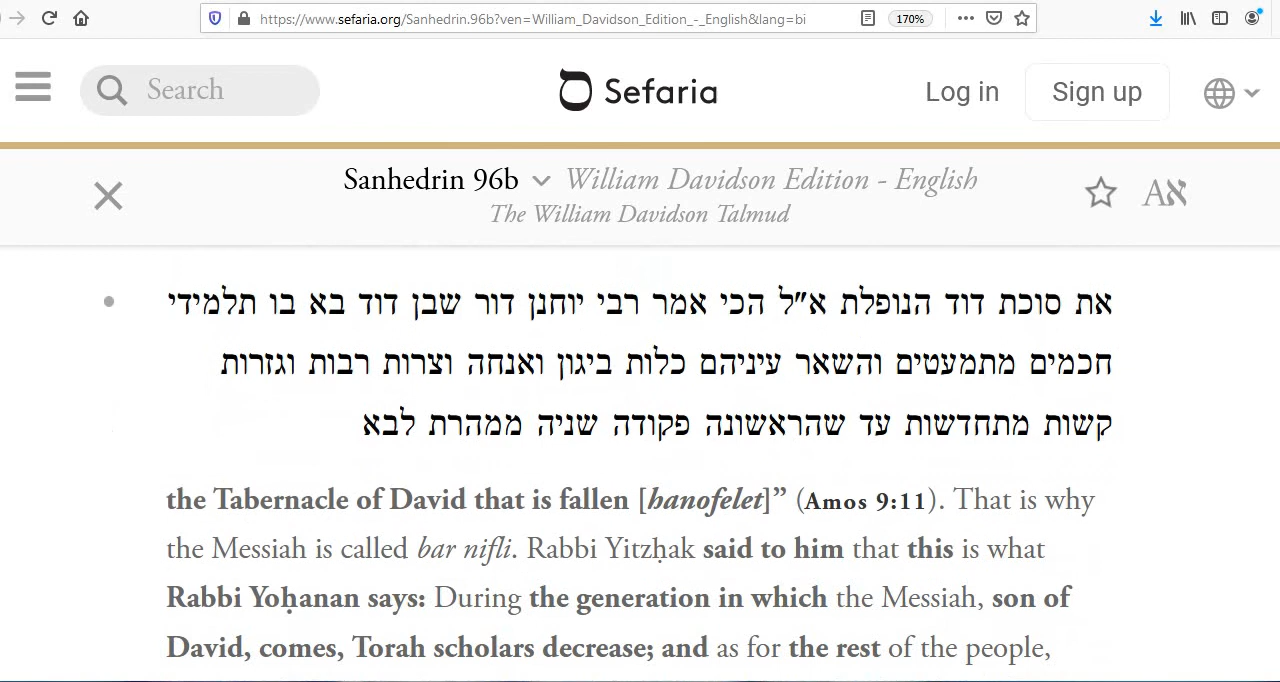 https://www.sefaria.org/Sanhedrin.96b?ven=William_Davidson_Edition_-_English&lang=bi
170%
Search
Sefaria
Log in
Sign up
Sanhedrin 96b William Davidson Edition - English
The William Davidson Talmud
Aא
את סוכת דוד הנופלת א״ל הכי אמר רבי יוחנן דור שבן דוד בא בו תלמידי
חכמים מתמעטים והשאר עיניהם כלות ביגון ואנחה וצרות רבות וגזרות
קשות מתחדשות עד שהראשונה פקודה שניה ממהרת לבא
the Tabernacle of David that is fallen [hanofelet]” (Amos 9:11). That is why
the Messiah is called bar nifli. Rabbi Yitzḥak said to him that this is what
Rabbi Yoḥanan says: During the generation in which the Messiah, son of
David, comes, Torah scholars decrease; and as for the rest of the people,